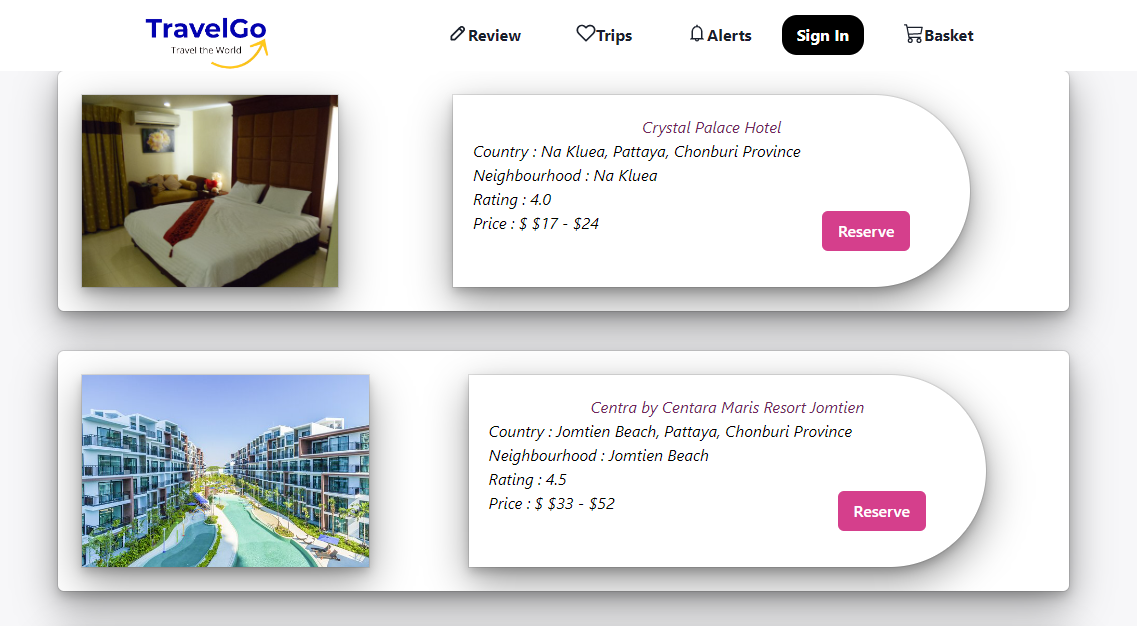 TravelGo
Travel the World
Review
Trips
Alerts
Sign In
Basket
Crystal Palace Hotel
Country : Na Kluea, Pattaya, Chonburi Province
Neighbourhood : Na Kluea
Rating : 4.0
Price : $ $17 - $24
Reserve
Centra by Centara Maris Resort Jomtien
Country : Jomtien Beach, Pattaya, Chonburi Province
Neighbourhood : Jomtien Beach
Rating : 4.5
Price : $ $33 - $52
Reserve